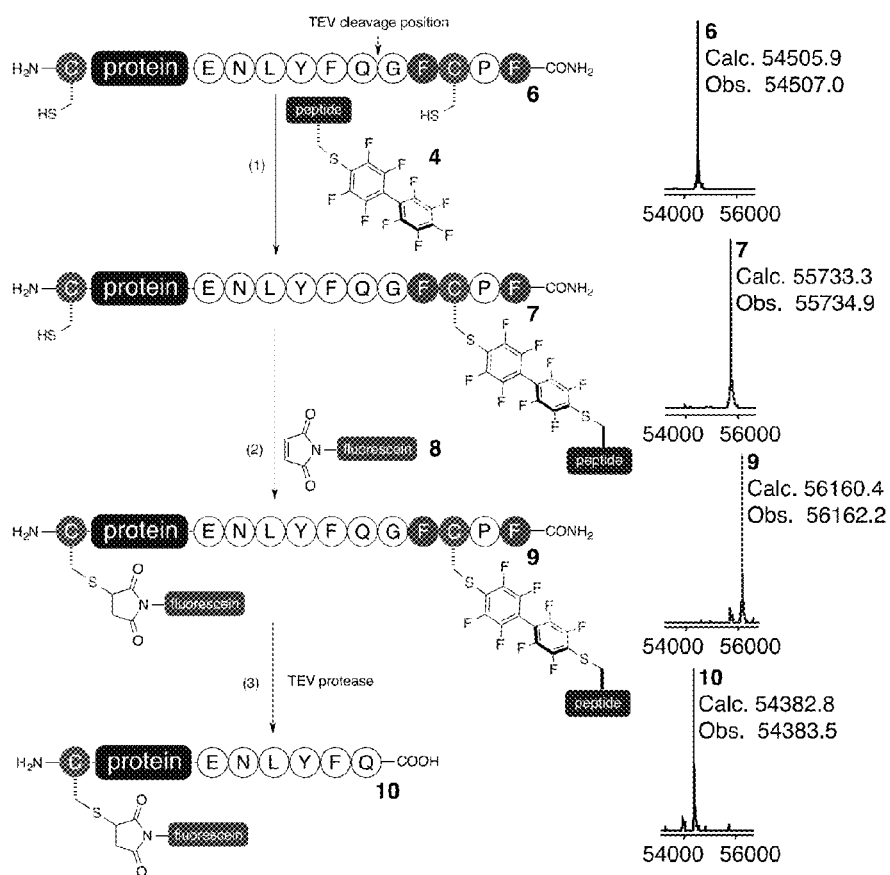 TEV cleavage position
H₂N C protein E N L Y F Q G F C P F CONH₂
HS HS 6
peptide
S F F F F F F F F F 4
(1)
H₂N C protein E N L Y F Q G F C P F CONH₂
HS 7
S F F F F F F F F S
peptide
(2) O N O fluorescein 8
H₂N C protein E N L Y F Q G F C P F CONH₂
9
S O N O fluorescein
S F F F F F F F F S
peptide
(3) TEV protease
H₂N C protein E N L Y F Q COOH
10
S O N O fluorescein
6
Calc. 54505.9
Obs. 54507.0
54000 56000
7
Calc. 55733.3
Obs. 55734.9
54000 56000
9
Calc. 56160.4
Obs. 56162.2
54000 56000
10
Calc. 54382.8
Obs. 54383.5
54000 56000